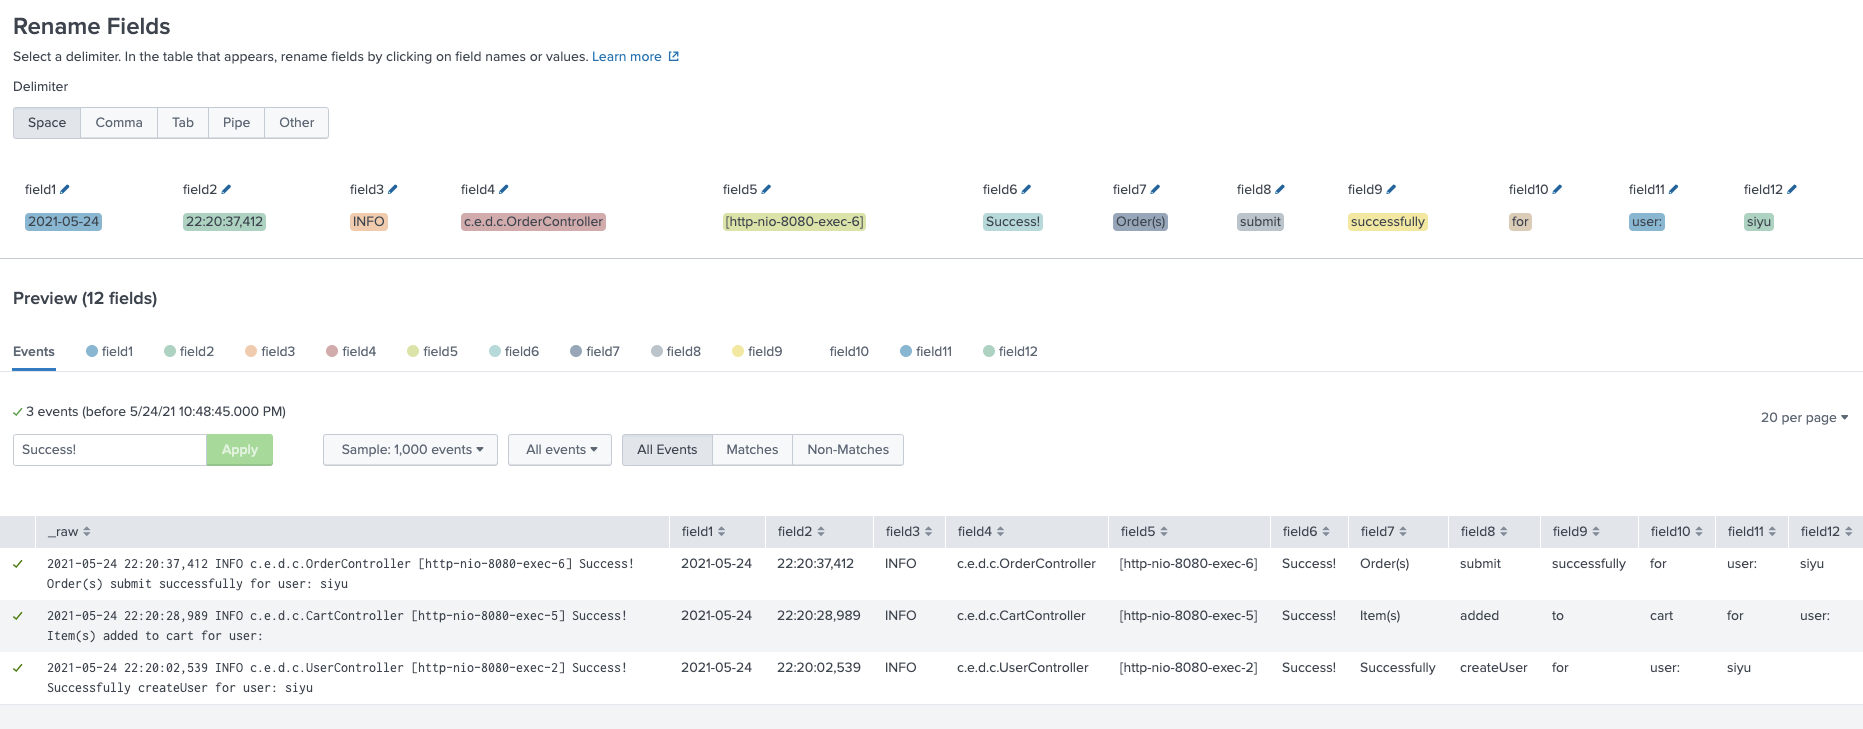 Rename Fields
Select a delimiter. In the table that appears, rename fields by clicking on field names or values. Learn more
Delimiter
Space Comma Tab Pipe Other
field1 field2 field3 field4 field5 field6 field7 field8 field9 field10 field11 field12
2021-05-24 22:20:37,412 INFO c.e.d.c.OrderController [http-nio-8080-exec-6] Success! Order(s) submit successfully for user: siyu
Preview (12 fields)
Events field1 field2 field3 field4 field5 field6 field7 field8 field9 field10 field11 field12
3 events (before 5/24/21 10:48:45.000 PM)
20 per page
Success! Apply Sample: 1,000 events All events All Events Matches Non-Matches
_raw field1 field2 field3 field4 field5 field6 field7 field8 field9 field10 field11 field12
2021-05-24 22:20:37,412 INFO c.e.d.c.OrderController [http-nio-8080-exec-6] Success! 2021-05-24 22:20:37,412 INFO c.e.d.c.OrderController [http-nio-8080-exec-6] Success! Order(s) submit successfully for user: siyu
Order(s) submit successfully for user: siyu
2021-05-24 22:20:28,989 INFO c.e.d.c.CartController [http-nio-8080-exec-5] Success! 2021-05-24 22:20:28,989 INFO c.e.d.c.CartController [http-nio-8080-exec-5] Success! Item(s) added to cart for user:
Item(s) added to cart for user:
2021-05-24 22:20:02,539 INFO c.e.d.c.UserController [http-nio-8080-exec-2] Success! 2021-05-24 22:20:02,539 INFO c.e.d.c.UserController [http-nio-8080-exec-2] Success! Successfully createUser for user: siyu
Successfully createUser for user: siyu